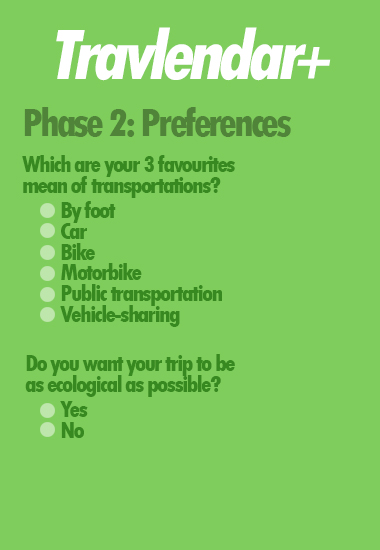 Travlendar+
Phase 2: Preferences
Which are your 3 favourites
mean of transportations?
By foot
Car
Bike
Motorbike
Public transportation
Vehicle-sharing
Do you want your trip to be
as ecological as possible?
Yes
No